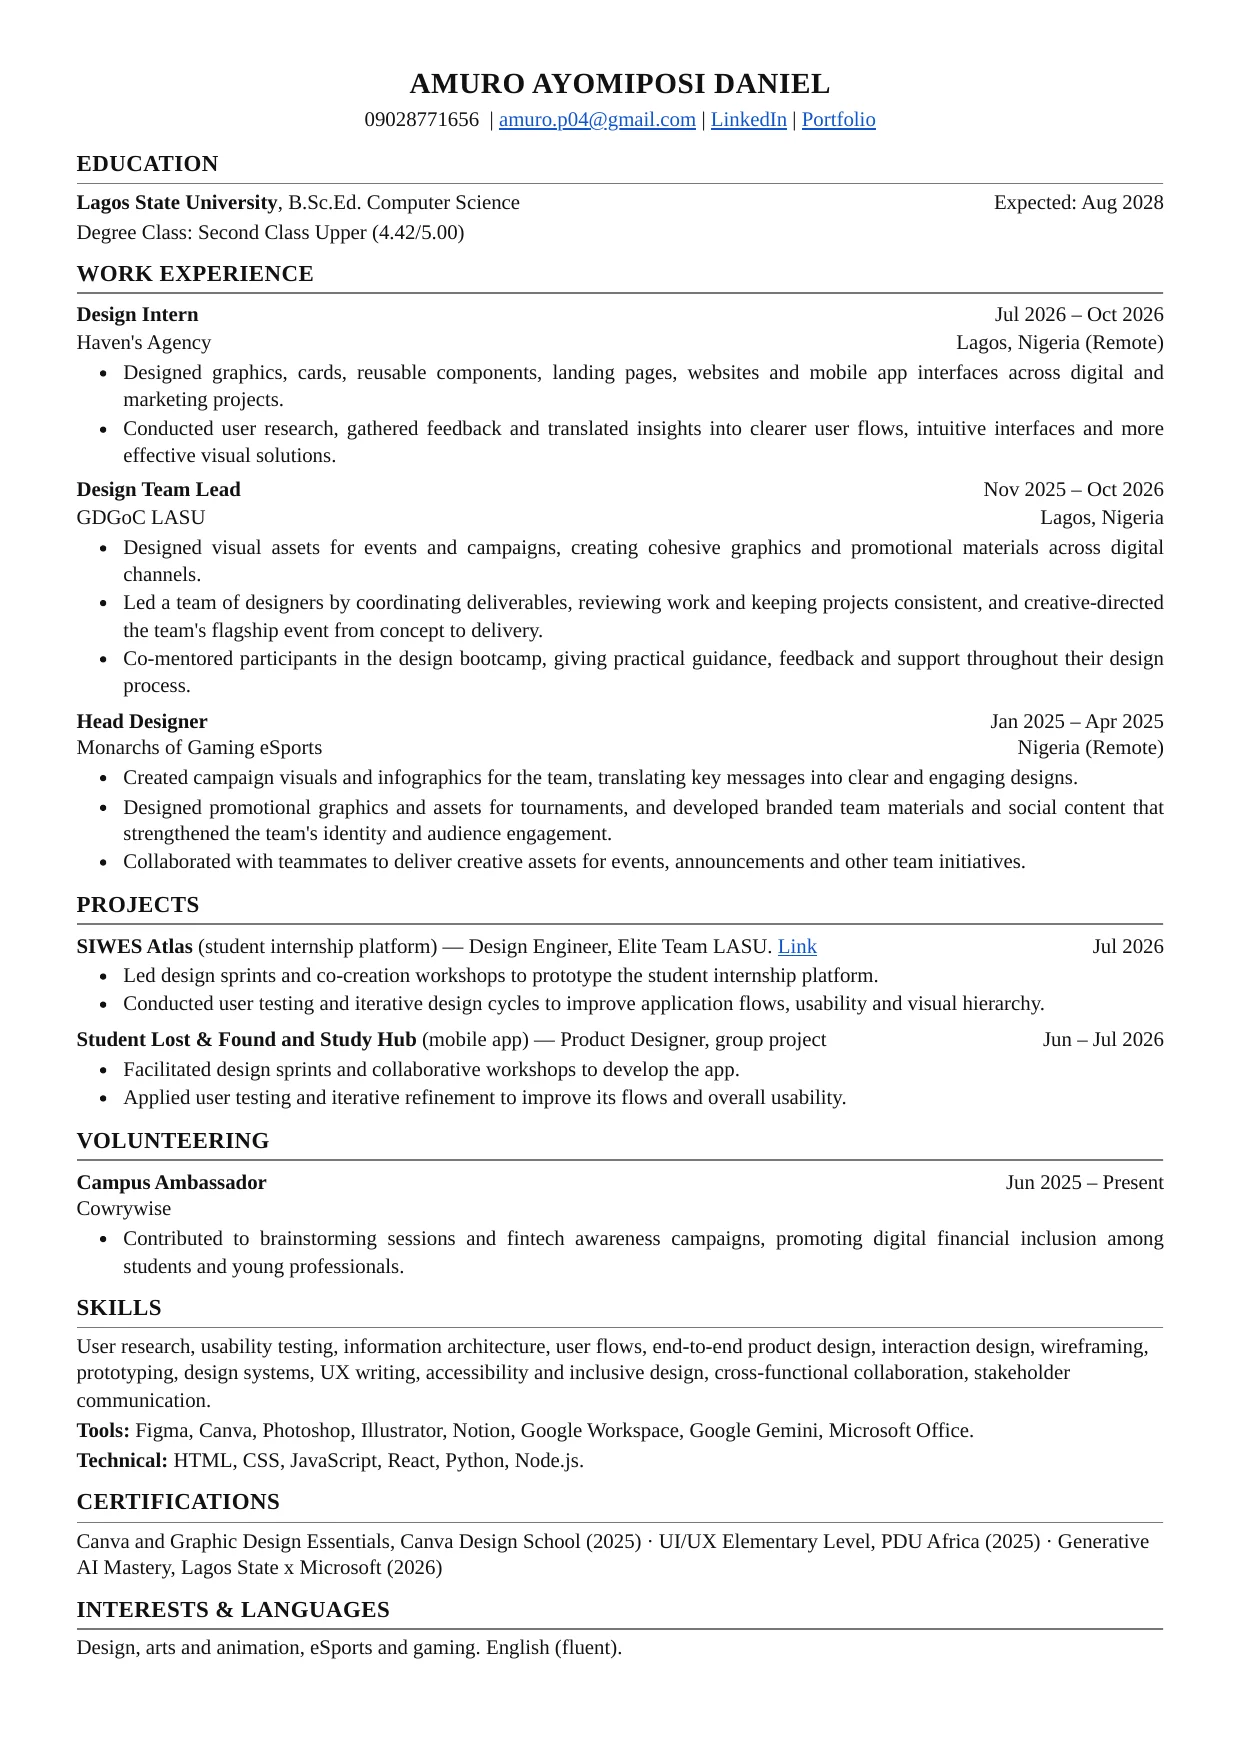 AMURO AYOMIPOSI DANIEL
09028771656 | amuro.p04@gmail.com | LinkedIn | Portfolio
EDUCATION
Lagos State University, B.Sc.Ed. Computer Science Expected: Aug 2028
Degree Class: Second Class Upper (4.42/5.00)
WORK EXPERIENCE
Design Intern Jul 2026 – Oct 2026
Haven's Agency Lagos, Nigeria (Remote)
• Designed graphics, cards, reusable components, landing pages, websites and mobile app interfaces across digital and
marketing projects.
• Conducted user research, gathered feedback and translated insights into clearer user flows, intuitive interfaces and more
effective visual solutions.
Design Team Lead Nov 2025 – Oct 2026
GDGoC LASU Lagos, Nigeria
• Designed visual assets for events and campaigns, creating cohesive graphics and promotional materials across digital
channels.
• Led a team of designers by coordinating deliverables, reviewing work and keeping projects consistent, and creative-directed
the team's flagship event from concept to delivery.
• Co-mentored participants in the design bootcamp, giving practical guidance, feedback and support throughout their design
process.
Head Designer Jan 2025 – Apr 2025
Monarchs of Gaming eSports Nigeria (Remote)
• Created campaign visuals and infographics for the team, translating key messages into clear and engaging designs.
• Designed promotional graphics and assets for tournaments, and developed branded team materials and social content that
strengthened the team's identity and audience engagement.
• Collaborated with teammates to deliver creative assets for events, announcements and other team initiatives.
PROJECTS
SIWES Atlas (student internship platform) — Design Engineer, Elite Team LASU. Link Jul 2026
• Led design sprints and co-creation workshops to prototype the student internship platform.
• Conducted user testing and iterative design cycles to improve application flows, usability and visual hierarchy.
Student Lost & Found and Study Hub (mobile app) — Product Designer, group project Jun – Jul 2026
• Facilitated design sprints and collaborative workshops to develop the app.
• Applied user testing and iterative refinement to improve its flows and overall usability.
VOLUNTEERING
Campus Ambassador Jun 2025 – Present
Cowrywise
• Contributed to brainstorming sessions and fintech awareness campaigns, promoting digital financial inclusion among
students and young professionals.
SKILLS
User research, usability testing, information architecture, user flows, end-to-end product design, interaction design, wireframing,
prototyping, design systems, UX writing, accessibility and inclusive design, cross-functional collaboration, stakeholder
communication.
Tools: Figma, Canva, Photoshop, Illustrator, Notion, Google Workspace, Google Gemini, Microsoft Office.
Technical: HTML, CSS, JavaScript, React, Python, Node.js.
CERTIFICATIONS
Canva and Graphic Design Essentials, Canva Design School (2025) · UI/UX Elementary Level, PDU Africa (2025) · Generative
AI Mastery, Lagos State x Microsoft (2026)
INTERESTS & LANGUAGES
Design, arts and animation, eSports and gaming. English (fluent).